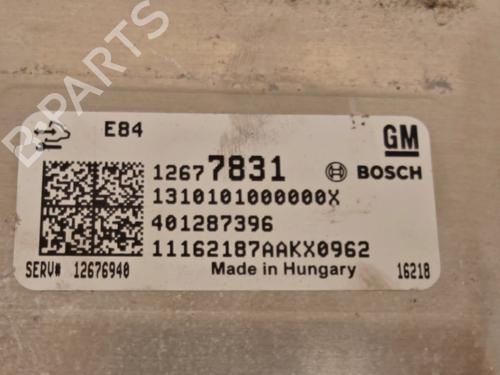 B-PARTS
E84
GM
12677831
BOSCH
1310101000000X
401287396
11162187AAKX0962
SERV# 12676940
Made in Hungary
16218